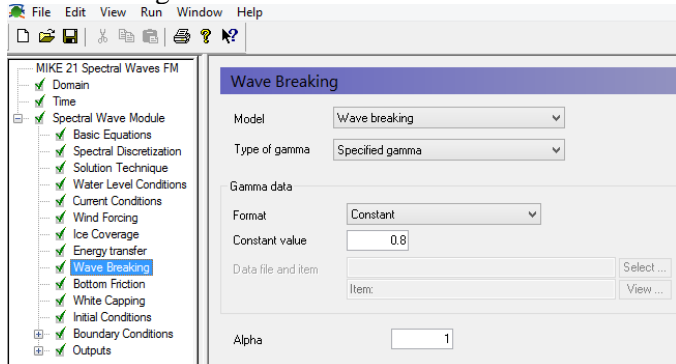 File Edit View Run Window Help
MIKE 21 Spectral Waves FM
Domain
Time
Spectral Wave Module
Basic Equations
Spectral Discretization
Solution Technique
Water Level Conditions
Current Conditions
Wind Forcing
Ice Coverage
Energy transfer
Wave Breaking
Bottom Friction
White Capping
Initial Conditions
Boundary Conditions
Outputs
Wave Breaking
Model Wave breaking
Type of gamma Specified gamma
Gamma data
Format Constant
Constant value 0.8
Data file and item Select ...
Item: View ...
Alpha 1